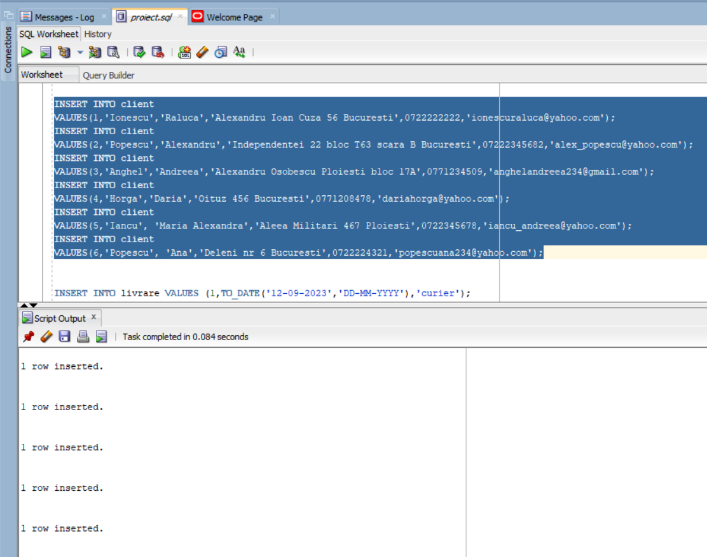 Messages - Log
proiect.sql
Welcome Page
Connections
SQL Worksheet History
Worksheet Query Builder
INSERT INTO client
VALUES(1,'Ionescu','Raluca','Alexandru Ioan Cuza 56 Bucuresti',0722222222,'ionescuraluca@yahoo.com');
INSERT INTO client
VALUES(2,'Popescu','Alexandru','Independentei 22 bloc T63 scara B Bucuresti',0722345682,'alex_popescu@yahoo.com');
INSERT INTO client
VALUES(3,'Anghel','Andreea','Alexandru Osobescu Ploiesti bloc 17A',0771234509,'anghelandreea234@gmail.com');
INSERT INTO client
VALUES(4,'Horga','Daria','Oituz 456 Bucuresti',0771208478,'dariahorga@yahoo.com');
INSERT INTO client
VALUES(5,'Iancu', 'Maria Alexandra','Aleea Militari 467 Ploiesti',0722345678,'iancu_andreea@yahoo.com');
INSERT INTO client
VALUES(6,'Popescu', 'Ana','Deleni nr 6 Bucuresti',0722224321,'popescuana234@yahoo.com');
INSERT INTO livrare VALUES (1,TO_DATE('12-09-2023','DD-MM-YYYY'),'curier');
Script Output x
Task completed in 0.084 seconds
1 row inserted.
1 row inserted.
1 row inserted.
1 row inserted.
1 row inserted.